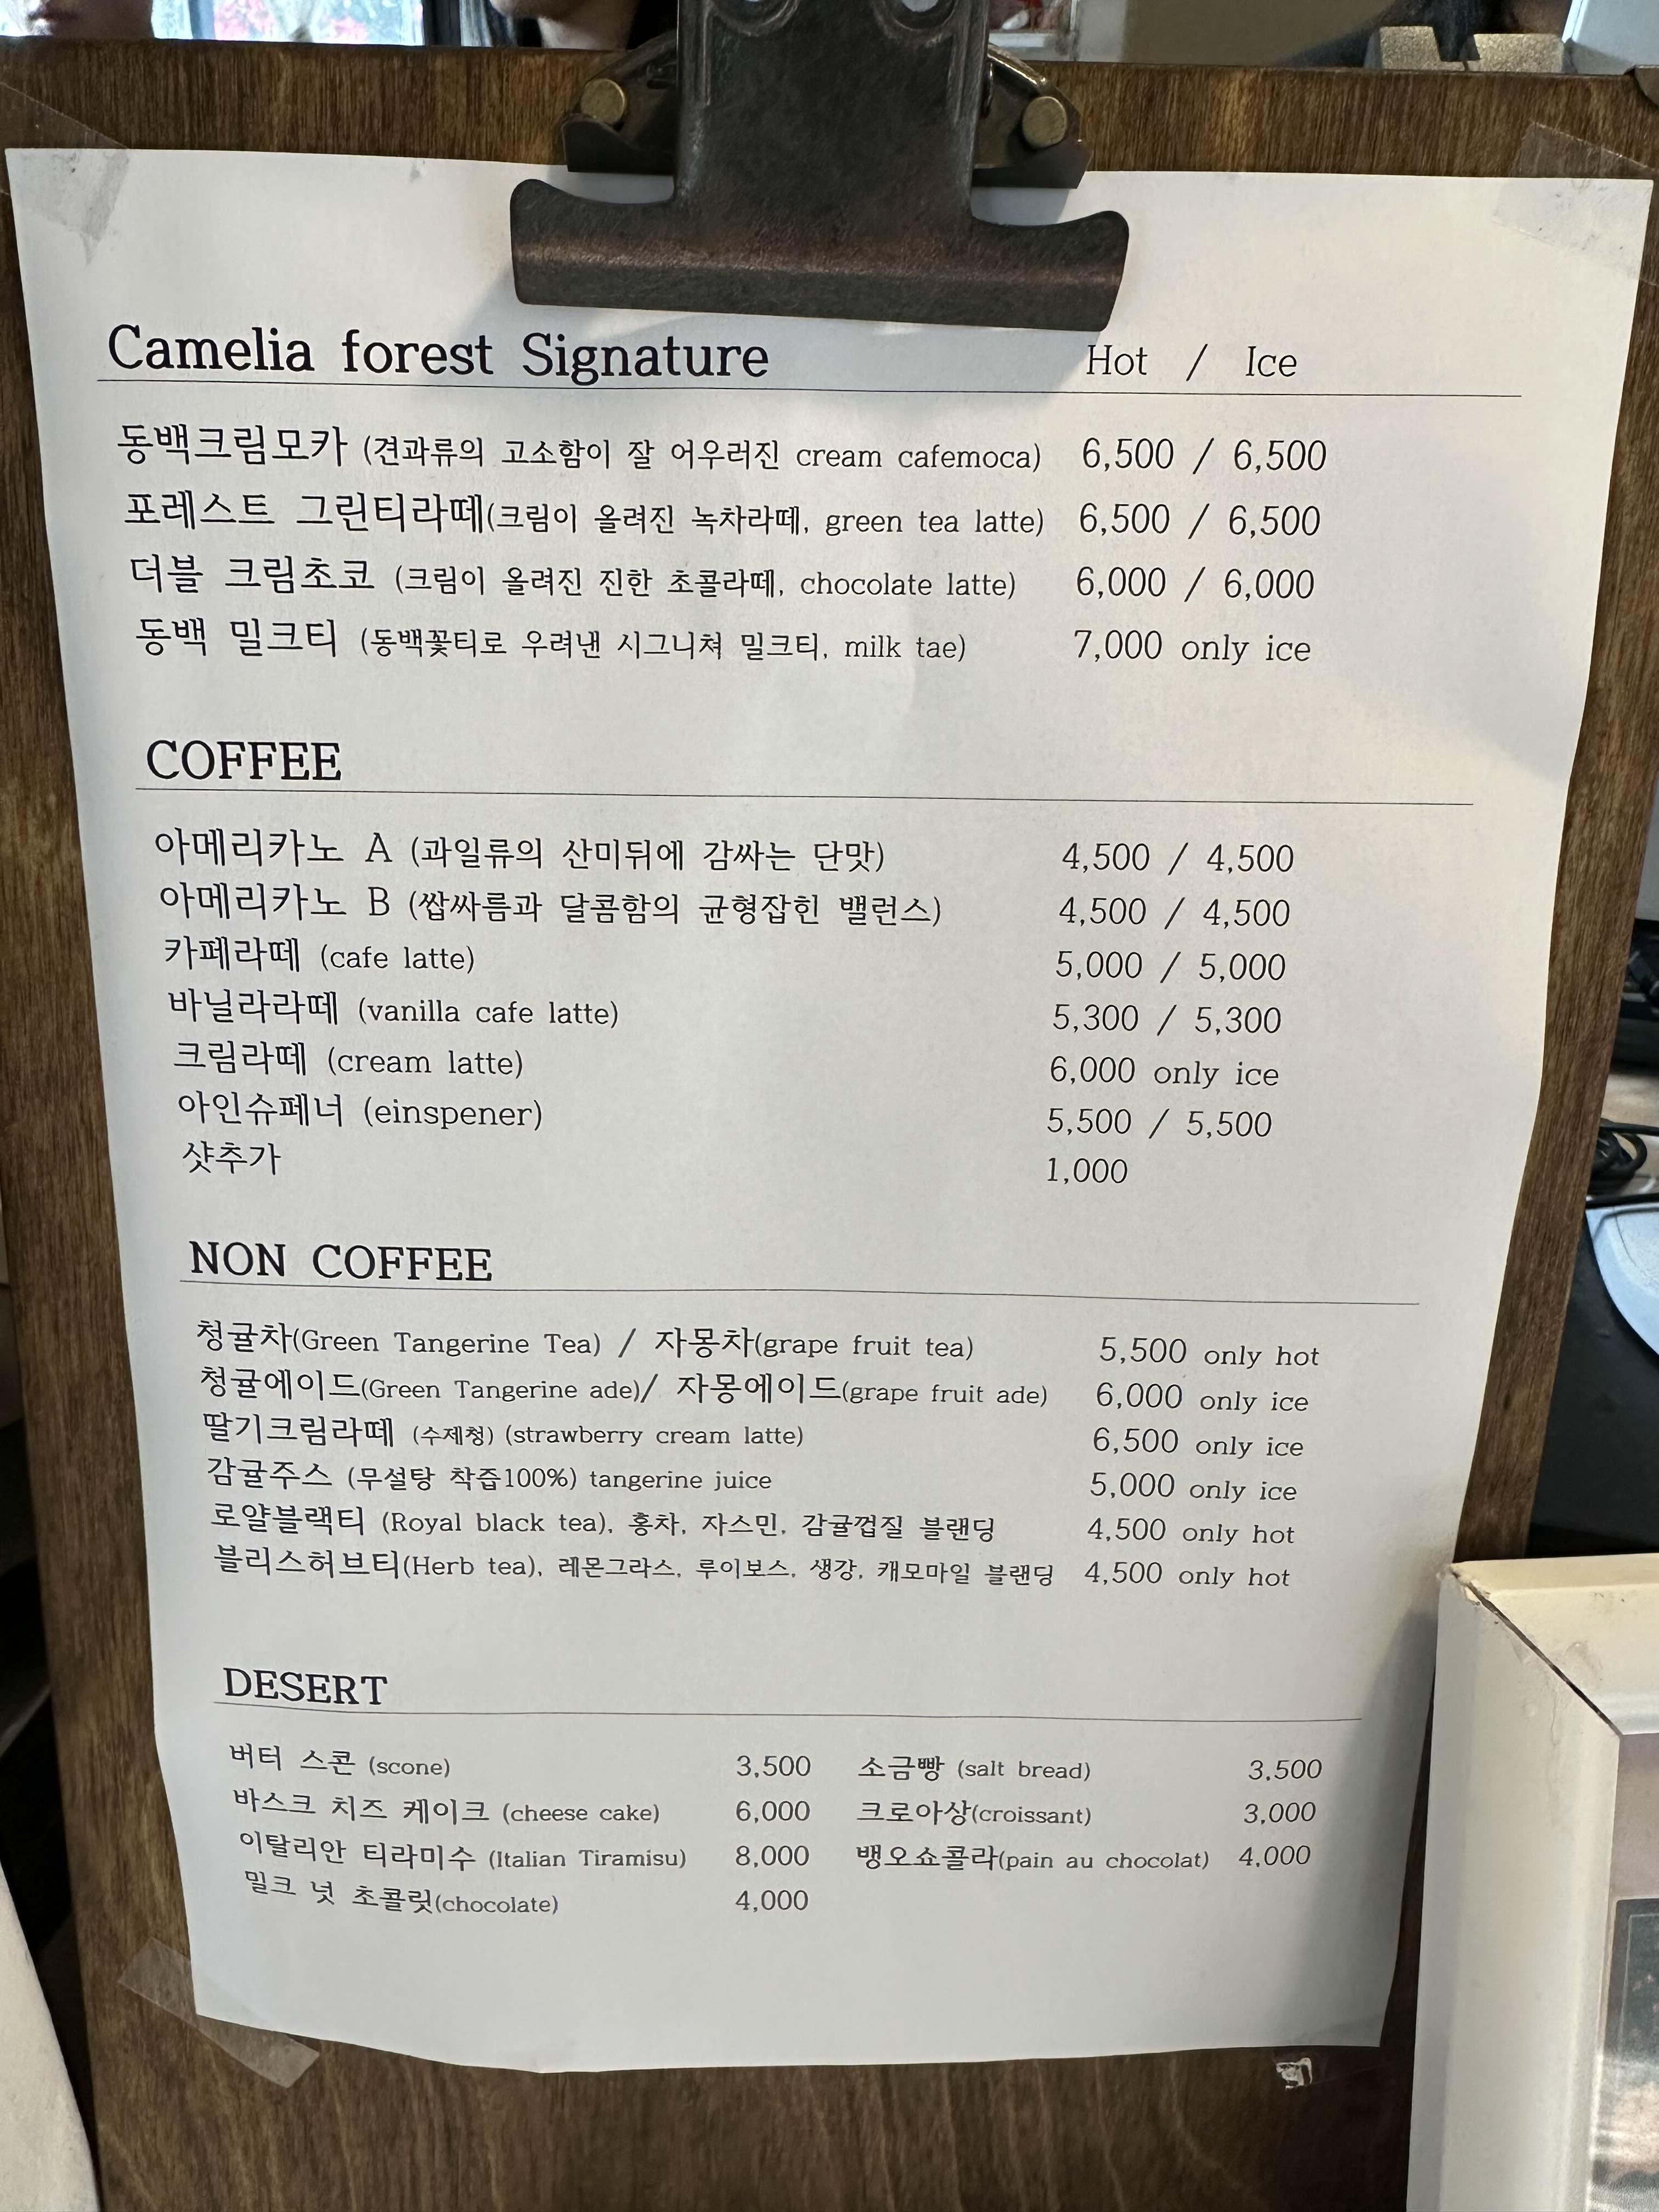 Camelia forest Signature Hot / Ice
동백크림모카 (견과류의 고소함이 잘 어우러진 cream cafemoca) 6,500 / 6,500
포레스트 그린티라떼(크림이 올려진 녹차라떼, green tea latte) 6,500 / 6,500
더블 크림초코 (크림이 올려진 진한 초콜라떼, chocolate latte) 6,000 / 6,000
동백 밀크티 (동백꽃티로 우려낸 시그니쳐 밀크티, milk tae) 7,000 only ice
COFFEE
아메리카노 A (과일류의 산미뒤에 감싸는 단맛) 4,500 / 4,500
아메리카노 B (쌉싸름과 달콤함의 균형잡힌 밸런스) 4,500 / 4,500
카페라떼 (cafe latte) 5,000 / 5,000
바닐라라떼 (vanilla cafe latte) 5,300 / 5,300
크림라떼 (cream latte) 6,000 only ice
아인슈페너 (einspener) 5,500 / 5,500
샷추가 1,000
NON COFFEE
청귤차(Green Tangerine Tea) / 자몽차(grape fruit tea) 5,500 only hot
청귤에이드(Green Tangerine ade)/ 자몽에이드(grape fruit ade) 6,000 only ice
딸기크림라떼 (수제청) (strawberry cream latte) 6,500 only ice
감귤주스 (무설탕 착즙100%) tangerine juice 5,000 only ice
로얄블랙티 (Royal black tea), 홍차, 자스민, 감귤껍질 블랜딩 4,500 only hot
블리스허브티(Herb tea), 레몬그라스, 루이보스, 생강, 캐모마일 블랜딩 4,500 only hot
DESERT
버터 스콘 (scone) 3,500 소금빵 (salt bread) 3,500
바스크 치즈 케이크 (cheese cake) 6,000 크로아상(croissant) 3,000
이탈리안 티라미수 (Italian Tiramisu) 8,000 뱅오쇼콜라(pain au chocolat) 4,000
밀크 넛 초콜릿(chocolate) 4,000